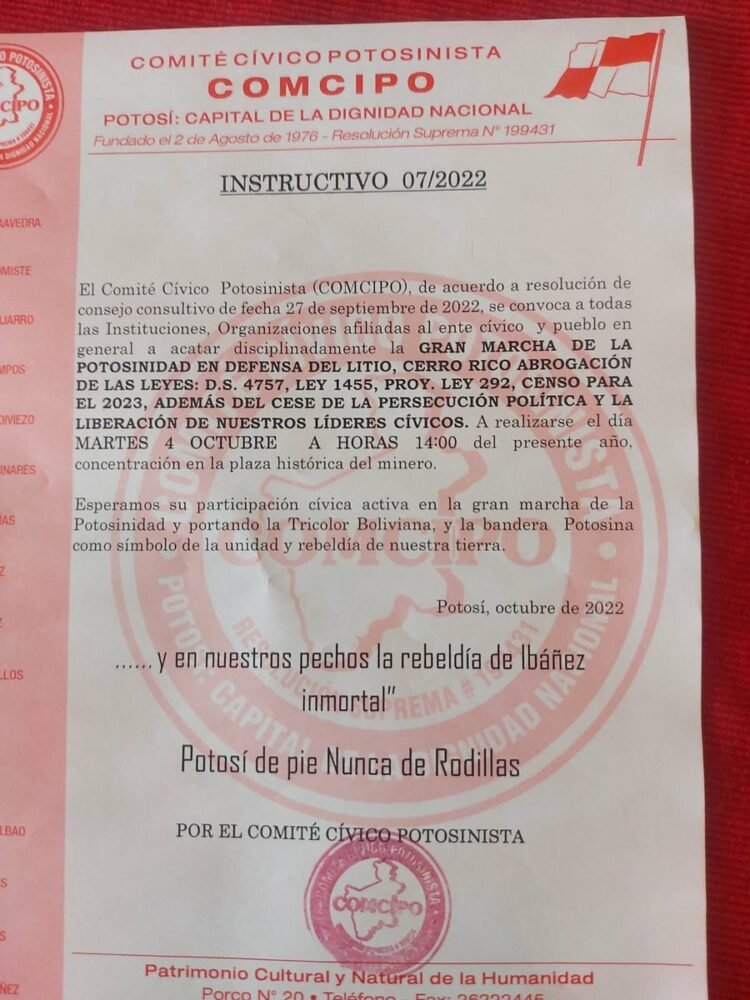 COMITÉ CÍVICO POTOSINISTA
COMCIPO
POTOSÍ: CAPITAL DE LA DIGNIDAD NACIONAL
Fundado el 2 de Agosto de 1976 - Resolución Suprema Nº 199431
INSTRUCTIVO 07/2022
El Comité Cívico Potosinista (COMCIPO), de acuerdo a resolución de
consejo consultivo de fecha 27 de septiembre de 2022, se convoca a todas
las Instituciones, Organizaciones afiliadas al ente cívico y pueblo en
general a acatar disciplinadamente la GRAN MARCHA DE LA
POTOSINIDAD EN DEFENSA DEL LITIO, CERRO RICO ABROGACIÓN
DE LAS LEYES: D.S. 4757, LEY 1455, PROY. LEY 292, CENSO PARA
EL 2023, ADEMÁS DEL CESE DE LA PERSECUCIÓN POLÍTICA Y LA
LIBERACIÓN DE NUESTROS LÍDERES CÍVICOS. A realizarse el día
MARTES 4 OCTUBRE A HORAS 14:00 del presente año,
concentración en la plaza histórica del minero.
Esperamos su participación cívica activa en la gran marcha de la
Potosinidad y portando la Tricolor Boliviana, y la bandera Potosina
como símbolo de la unidad y rebeldía de nuestra tierra.
Potosí, octubre de 2022
......y en nuestros pechos la rebeldía de Ibáñez
inmortal"
Potosí de pie Nunca de Rodillas
POR EL COMITÉ CÍVICO POTOSINISTA
COMCIPO
Patrimonio Cultural y Natural de la Humanidad
Porco Nº 20 • Teléfono - Fax: 26222445